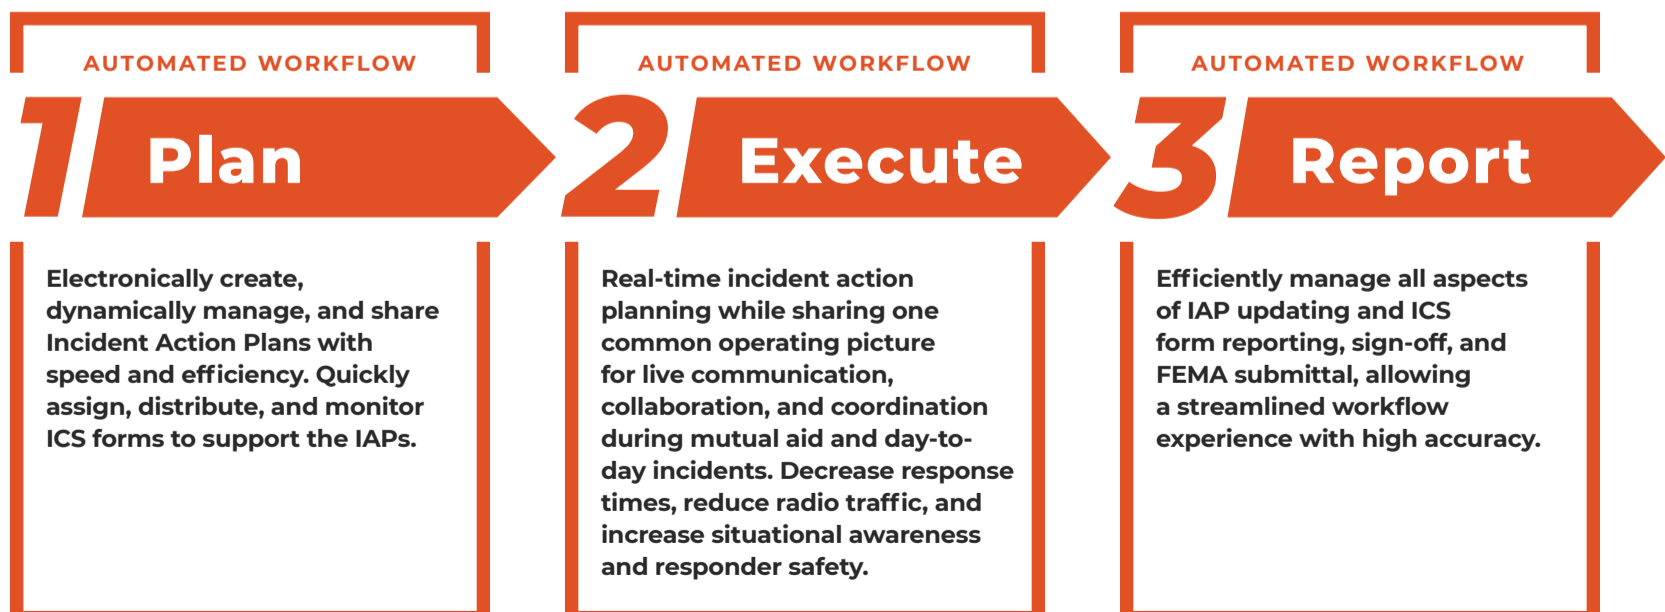 AUTOMATED WORKFLOW
1 Plan
Electronically create,
dynamically manage, and share
Incident Action Plans with
speed and efficiency. Quickly
assign, distribute, and monitor
ICS forms to support the IAPs.
AUTOMATED WORKFLOW
2 Execute
Real-time incident action
planning while sharing one
common operating picture
for live communication,
collaboration, and coordination
during mutual aid and day-to-
day incidents. Decrease response
times, reduce radio traffic, and
increase situational awareness
and responder safety.
AUTOMATED WORKFLOW
3 Report
Efficiently manage all aspects
of IAP updating and ICS
form reporting, sign-off, and
FEMA submittal, allowing
a streamlined workflow
experience with high accuracy.